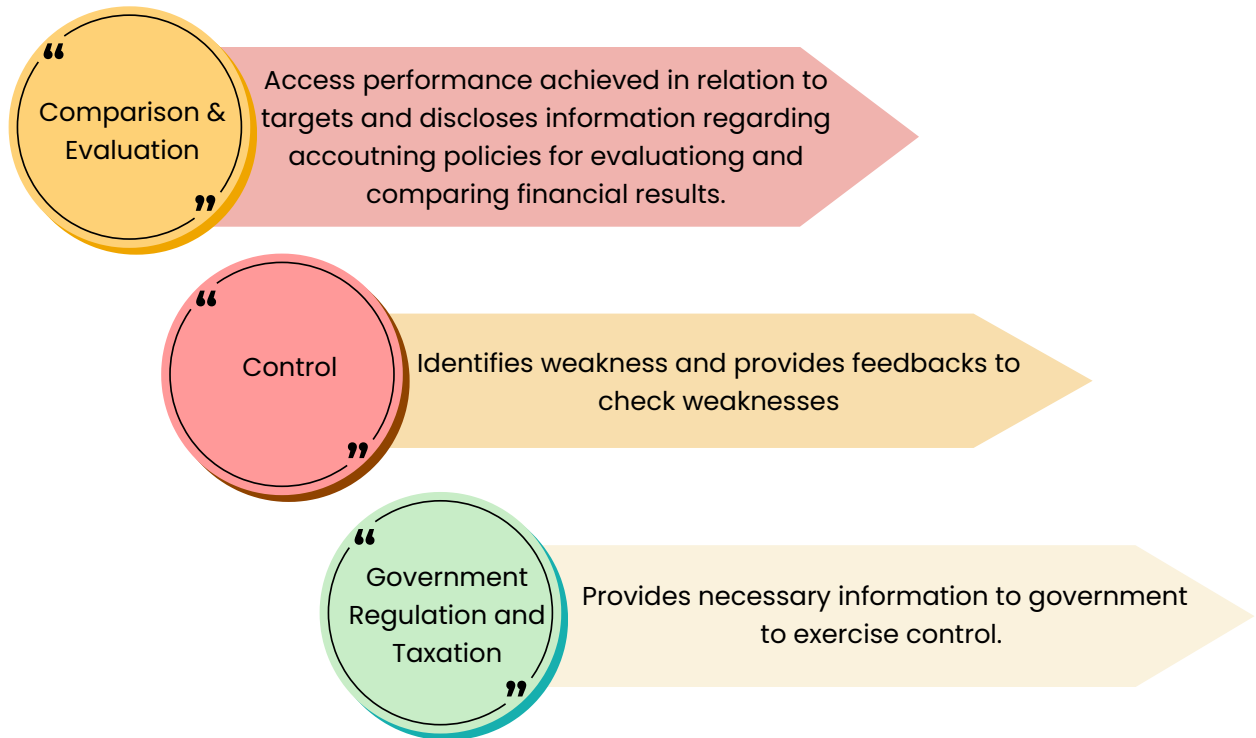 Comparison &
Evaluation
Access performance achieved in relation to
targets and discloses information regarding
accoutning policies for evaluationg and
comparing financial results.
Control
Identifies weakness and provides feedbacks to
check weaknesses
Government
Regulation and
Taxation
Provides necessary information to government
to exercise control.